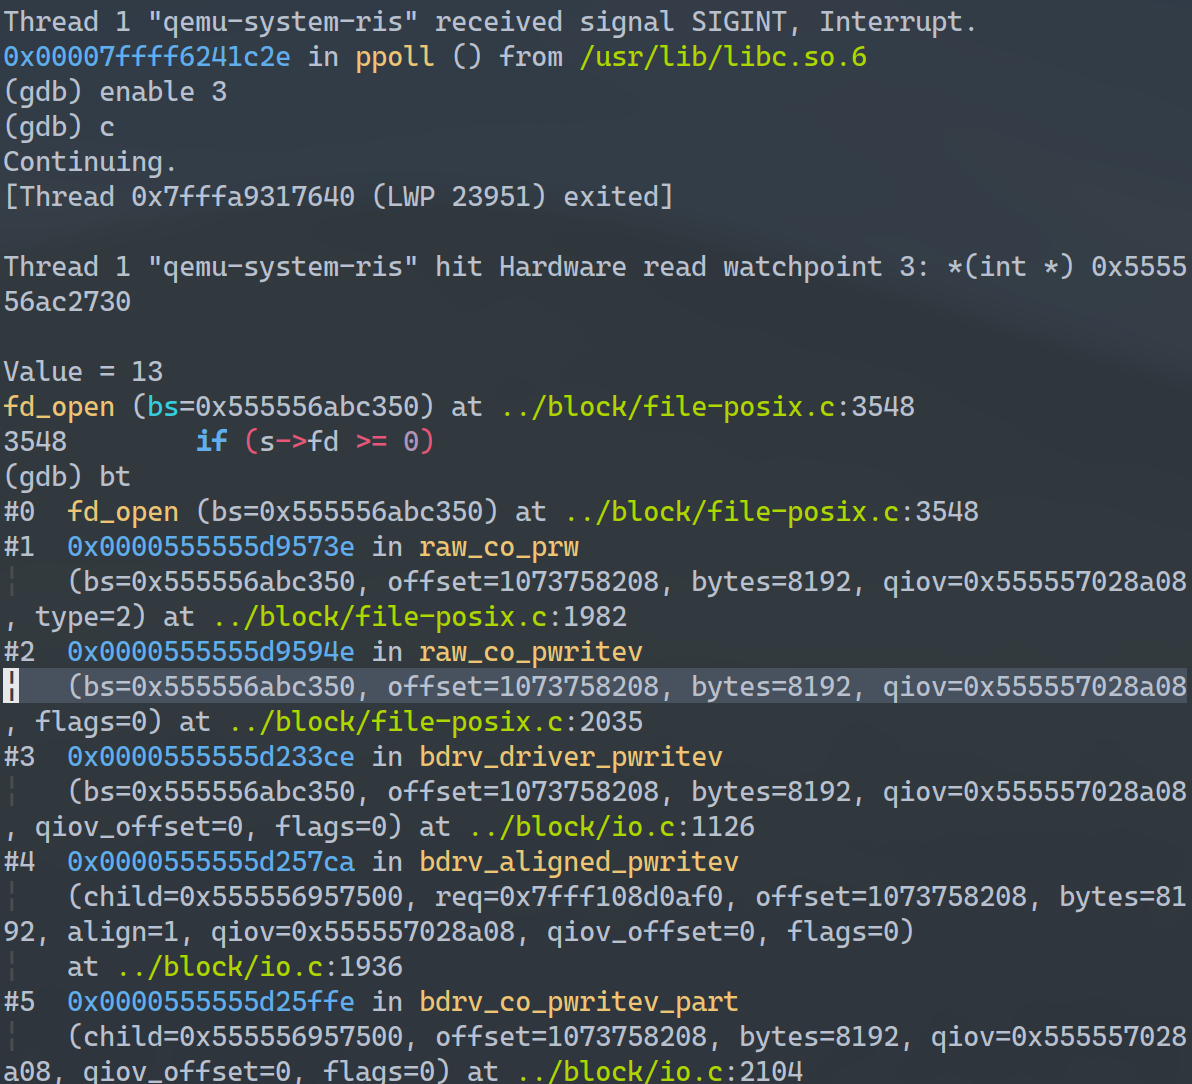 Thread 1 "qemu-system-ris" received signal SIGINT, Interrupt.
0x00007ffff6241c2e in ppoll () from /usr/lib/libc.so.6
(gdb) enable 3
(gdb) c
Continuing.
[Thread 0x7fffa9317640 (LWP 23951) exited]
Thread 1 "qemu-system-ris" hit Hardware read watchpoint 3: *(int *) 0x5555
56ac2730
Value = 13
fd_open (bs=0x555556abc350) at ../block/file-posix.c:3548
3548        if (s->fd >= 0)
(gdb) bt
#0  fd_open (bs=0x555556abc350) at ../block/file-posix.c:3548
#1  0x0000555555d9573e in raw_co_prw
    (bs=0x555556abc350, offset=1073758208, bytes=8192, qiov=0x555557028a08
, type=2) at ../block/file-posix.c:1982
#2  0x0000555555d9594e in raw_co_pwritev
    (bs=0x555556abc350, offset=1073758208, bytes=8192, qiov=0x555557028a08
, flags=0) at ../block/file-posix.c:2035
#3  0x0000555555d233ce in bdrv_driver_pwritev
    (bs=0x555556abc350, offset=1073758208, bytes=8192, qiov=0x555557028a08
, qiov_offset=0, flags=0) at ../block/io.c:1126
#4  0x0000555555d257ca in bdrv_aligned_pwritev
    (child=0x555556957500, req=0x7fff108d0af0, offset=1073758208, bytes=81
92, align=1, qiov=0x555557028a08, qiov_offset=0, flags=0)
    at ../block/io.c:1936
#5  0x0000555555d25ffe in bdrv_co_pwritev_part
    (child=0x555556957500, offset=1073758208, bytes=8192, qiov=0x555557028
a08, qiov_offset=0, flags=0) at ../block/io.c:2104